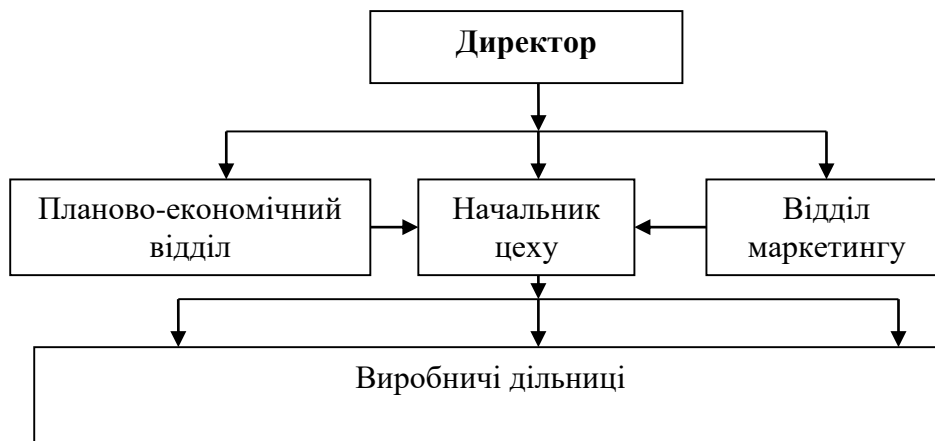 Директор
Планово-економічний
відділ
Начальник
цеху
Відділ
маркетингу
Виробничі дільниці